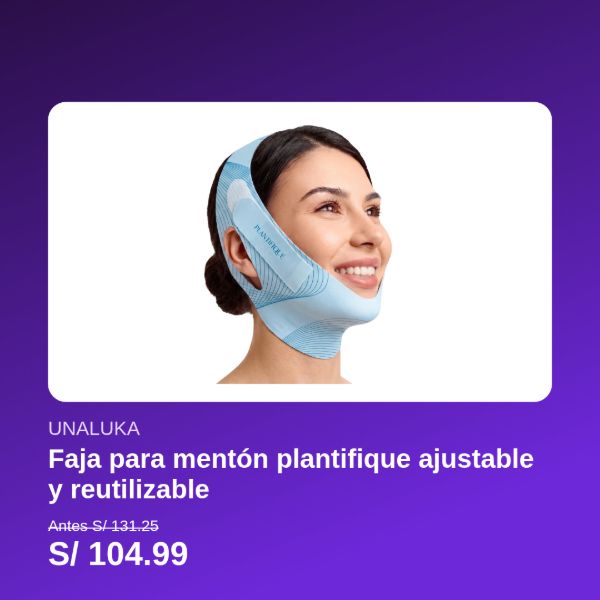 PLANTIFIQUE
UNALUKA
Faja para mentón plantifique ajustable
y reutilizable
Antes S/ 131.25
S/ 104.99